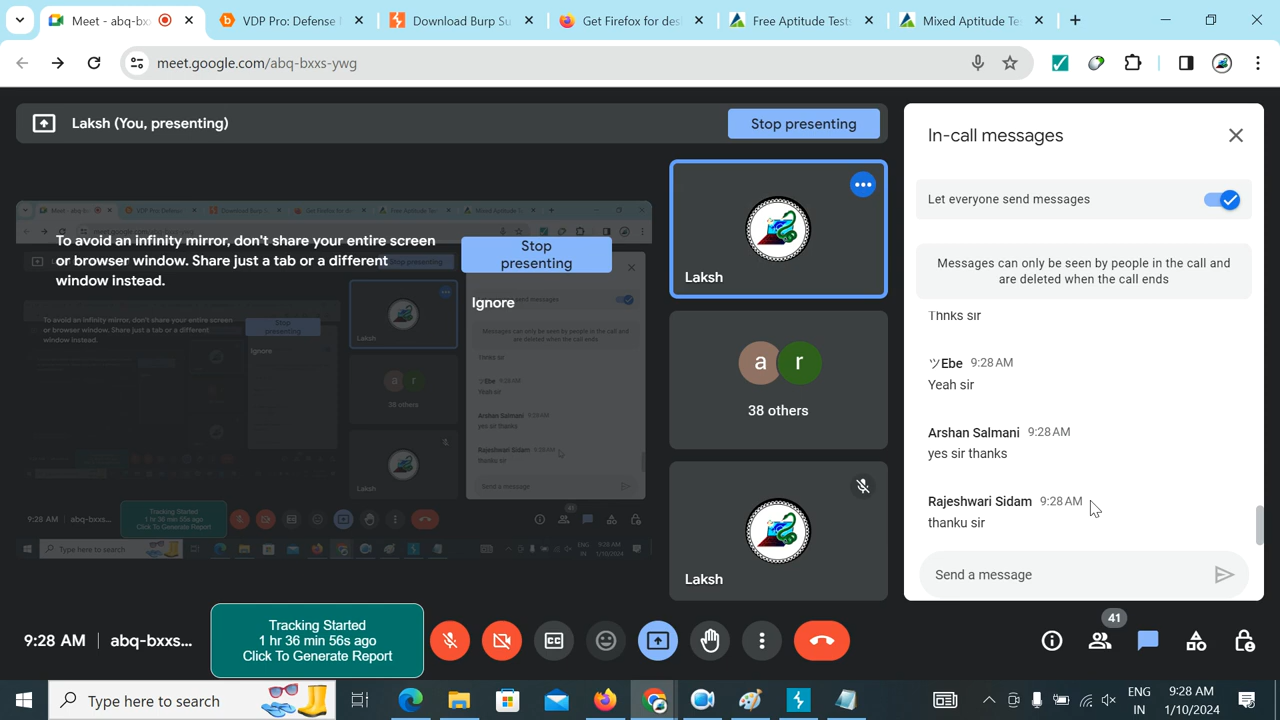 Meet - abq-bx
VDP Pro: Defense
Download Burp Su
Get Firefox for des
Free Aptitude Test
Mixed Aptitude Te
meet.google.com/abq-bxxs-ywg
Laksh (You, presenting)
Stop presenting
To avoid an infinity mirror, don't share your entire screen
or browser window. Share just a tab or a different
window instead.
Stop
presenting
Ignore
Laksh
a r
38 others
Laksh
In-call messages
Let everyone send messages
Messages can only be seen by people in the call and
are deleted when the call ends
Thnks sir
ツEbe 9:28 AM
Yeah sir
Arshan Salmani 9:28 AM
yes sir thanks
Rajeshwari Sidam 9:28 AM
thanku sir
Send a message
9:28 AM | abq-bxxs...
Tracking Started
1 hr 36 min 56s ago
Click To Generate Report
41
Type here to search
ENG
IN
9:28 AM
1/10/2024